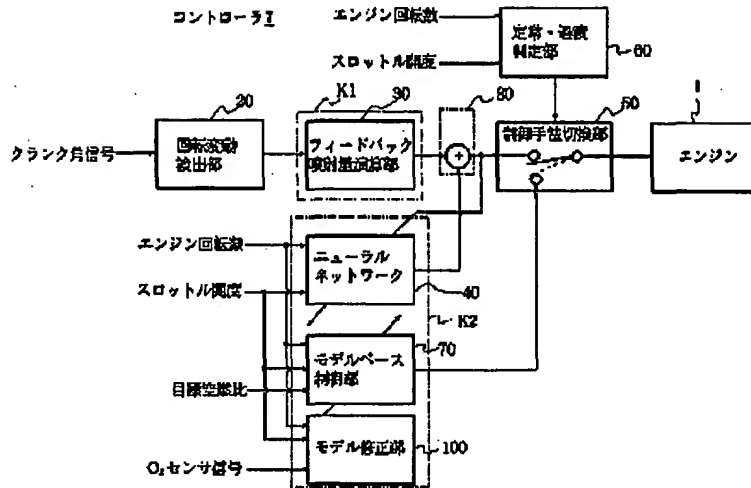 コントローラ7
エンジン回転数
スロットル開度
定常・過渡
判定部
60
K1
20
30
80
50
1
クランク角信号
回転変動
検出部
フィードバック
噴射量演算部
制御手法切換部
エンジン
エンジン回転数
スロットル開度
ニューラル
ネットワーク
40
K2
目標空燃比
モデルベース
制御部
70
O₂センサ信号
モデル修正部
100